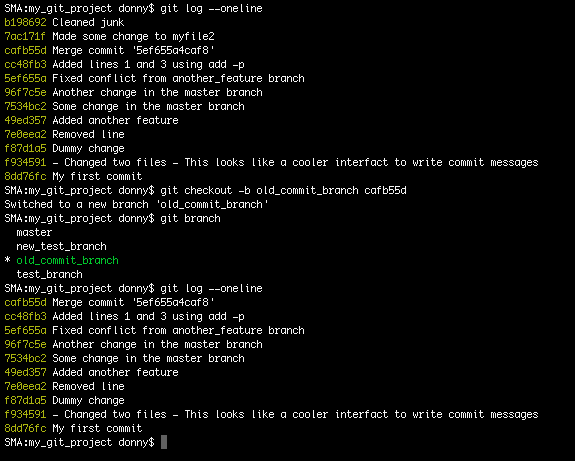 SMA:my_git_project donny$ git log --oneline
b198692 Cleaned junk
7ac171f Made some change to myfile2
cafb55d Merge commit '5ef655a4caf8'
cc48fb3 Added lines 1 and 3 using add -p
5ef655a Fixed conflict from another_feature branch
96f7c5e Another change in the master branch
7534bc2 Some change in the master branch
49ed357 Added another feature
7e0eea2 Removed line
f87d1a5 Dummy change
f934591 - Changed two files - This looks like a cooler interfact to write commit messages
8dd76fc My first commit
SMA:my_git_project donny$ git checkout -b old_commit_branch cafb55d
Switched to a new branch 'old_commit_branch'
SMA:my_git_project donny$ git branch
  master
  new_test_branch
* old_commit_branch
  test_branch
SMA:my_git_project donny$ git log --oneline
cafb55d Merge commit '5ef655a4caf8'
cc48fb3 Added lines 1 and 3 using add -p
5ef655a Fixed conflict from another_feature branch
96f7c5e Another change in the master branch
7534bc2 Some change in the master branch
49ed357 Added another feature
7e0eea2 Removed line
f87d1a5 Dummy change
f934591 - Changed two files - This looks like a cooler interfact to write commit messages
8dd76fc My first commit
SMA:my_git_project donny$